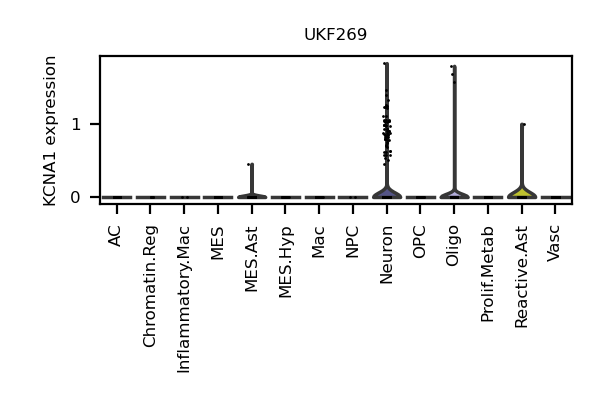 UKF269
KCNA1 expression
1
0
AC
Chromatin.Reg
Inflammatory.Mac
MES
MES.Ast
MES.Hyp
Mac
NPC
Neuron
OPC
Oligo
Prolif.Metab
Reactive.Ast
Vasc